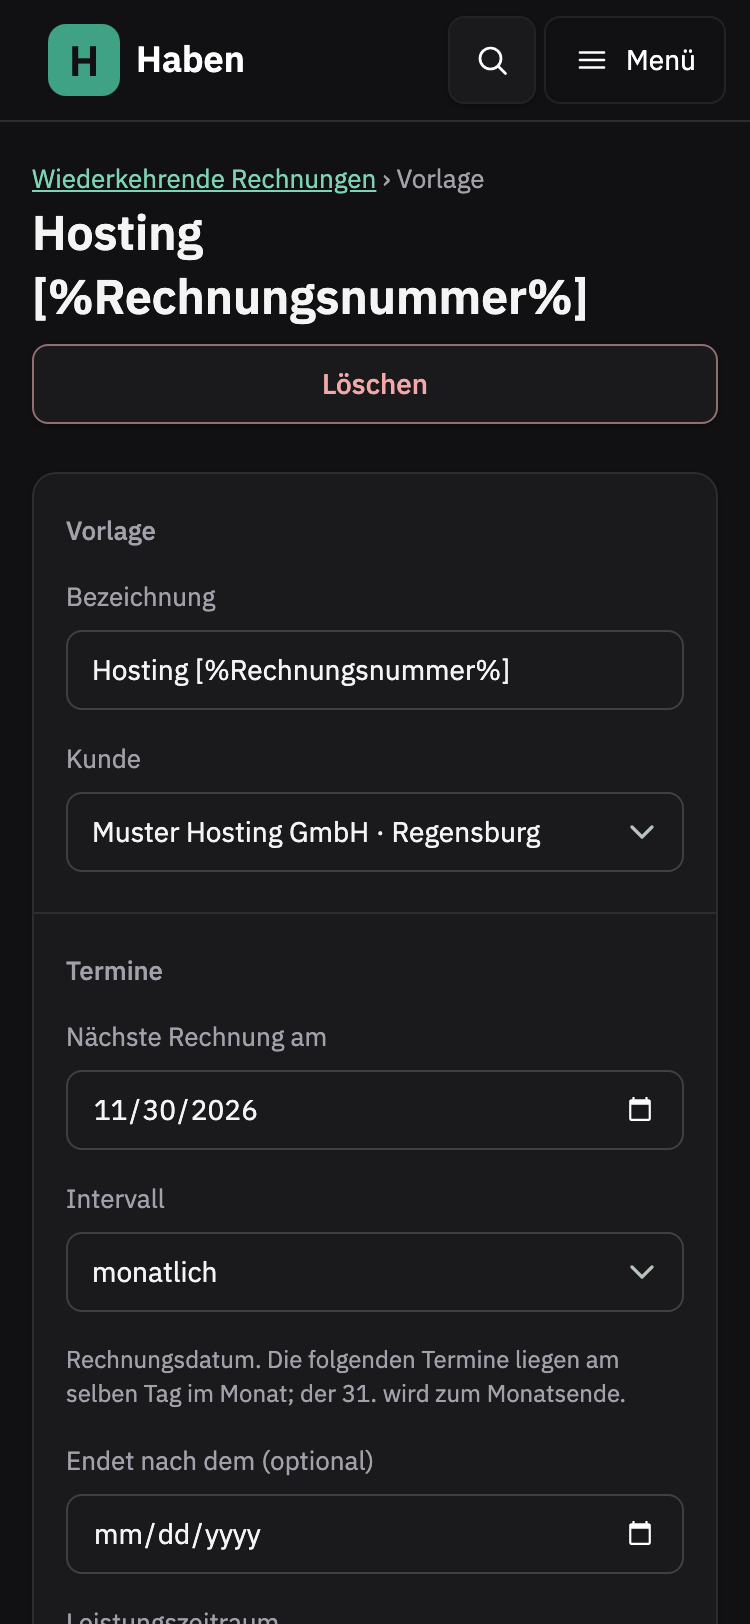 H Haben
Menü
Wiederkehrende Rechnungen › Vorlage
Hosting
[%Rechnungsnummer%]
Löschen
Vorlage
Bezeichnung
Hosting [%Rechnungsnummer%]
Kunde
Muster Hosting GmbH · Regensburg
Termine
Nächste Rechnung am
11/30/2026
Intervall
monatlich
Rechnungsdatum. Die folgenden Termine liegen am
selben Tag im Monat; der 31. wird zum Monatsende.
Endet nach dem (optional)
mm/dd/yyyy
Leistungszeitraum